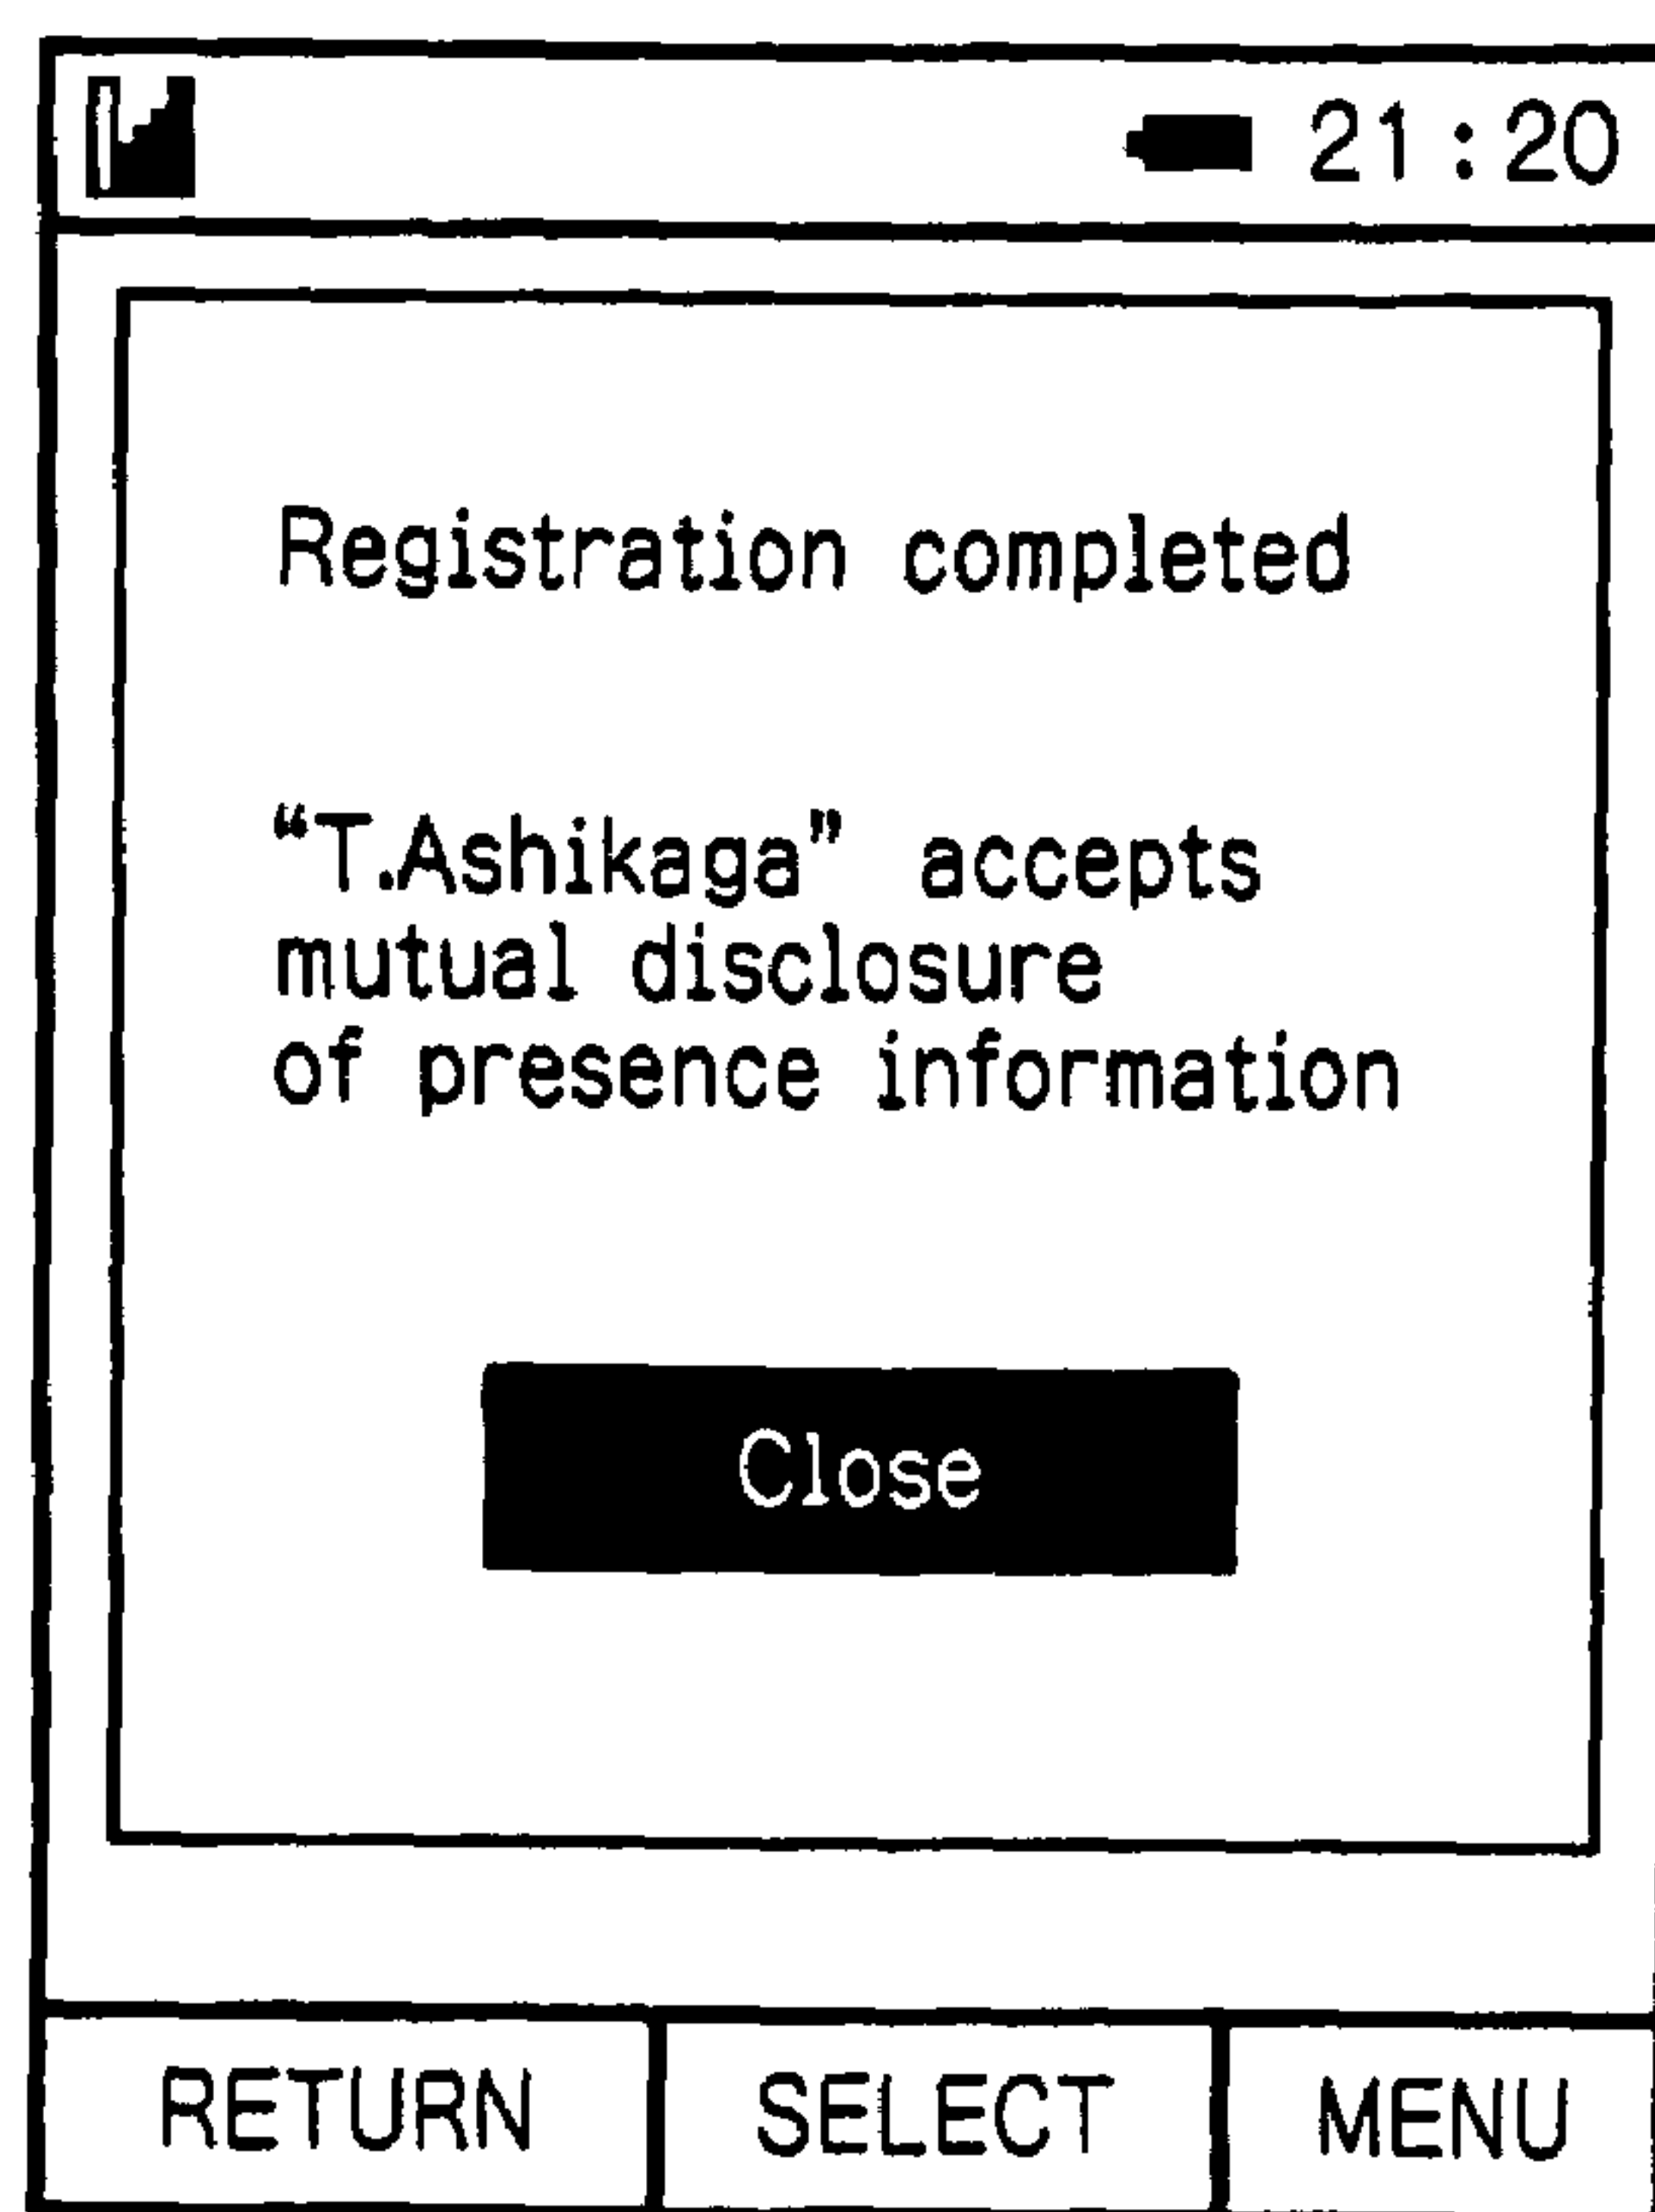 21:20
Registration completed
“T.Ashikaga” accepts
mutual disclosure
of presence information
Close
RETURN SELECT MENU